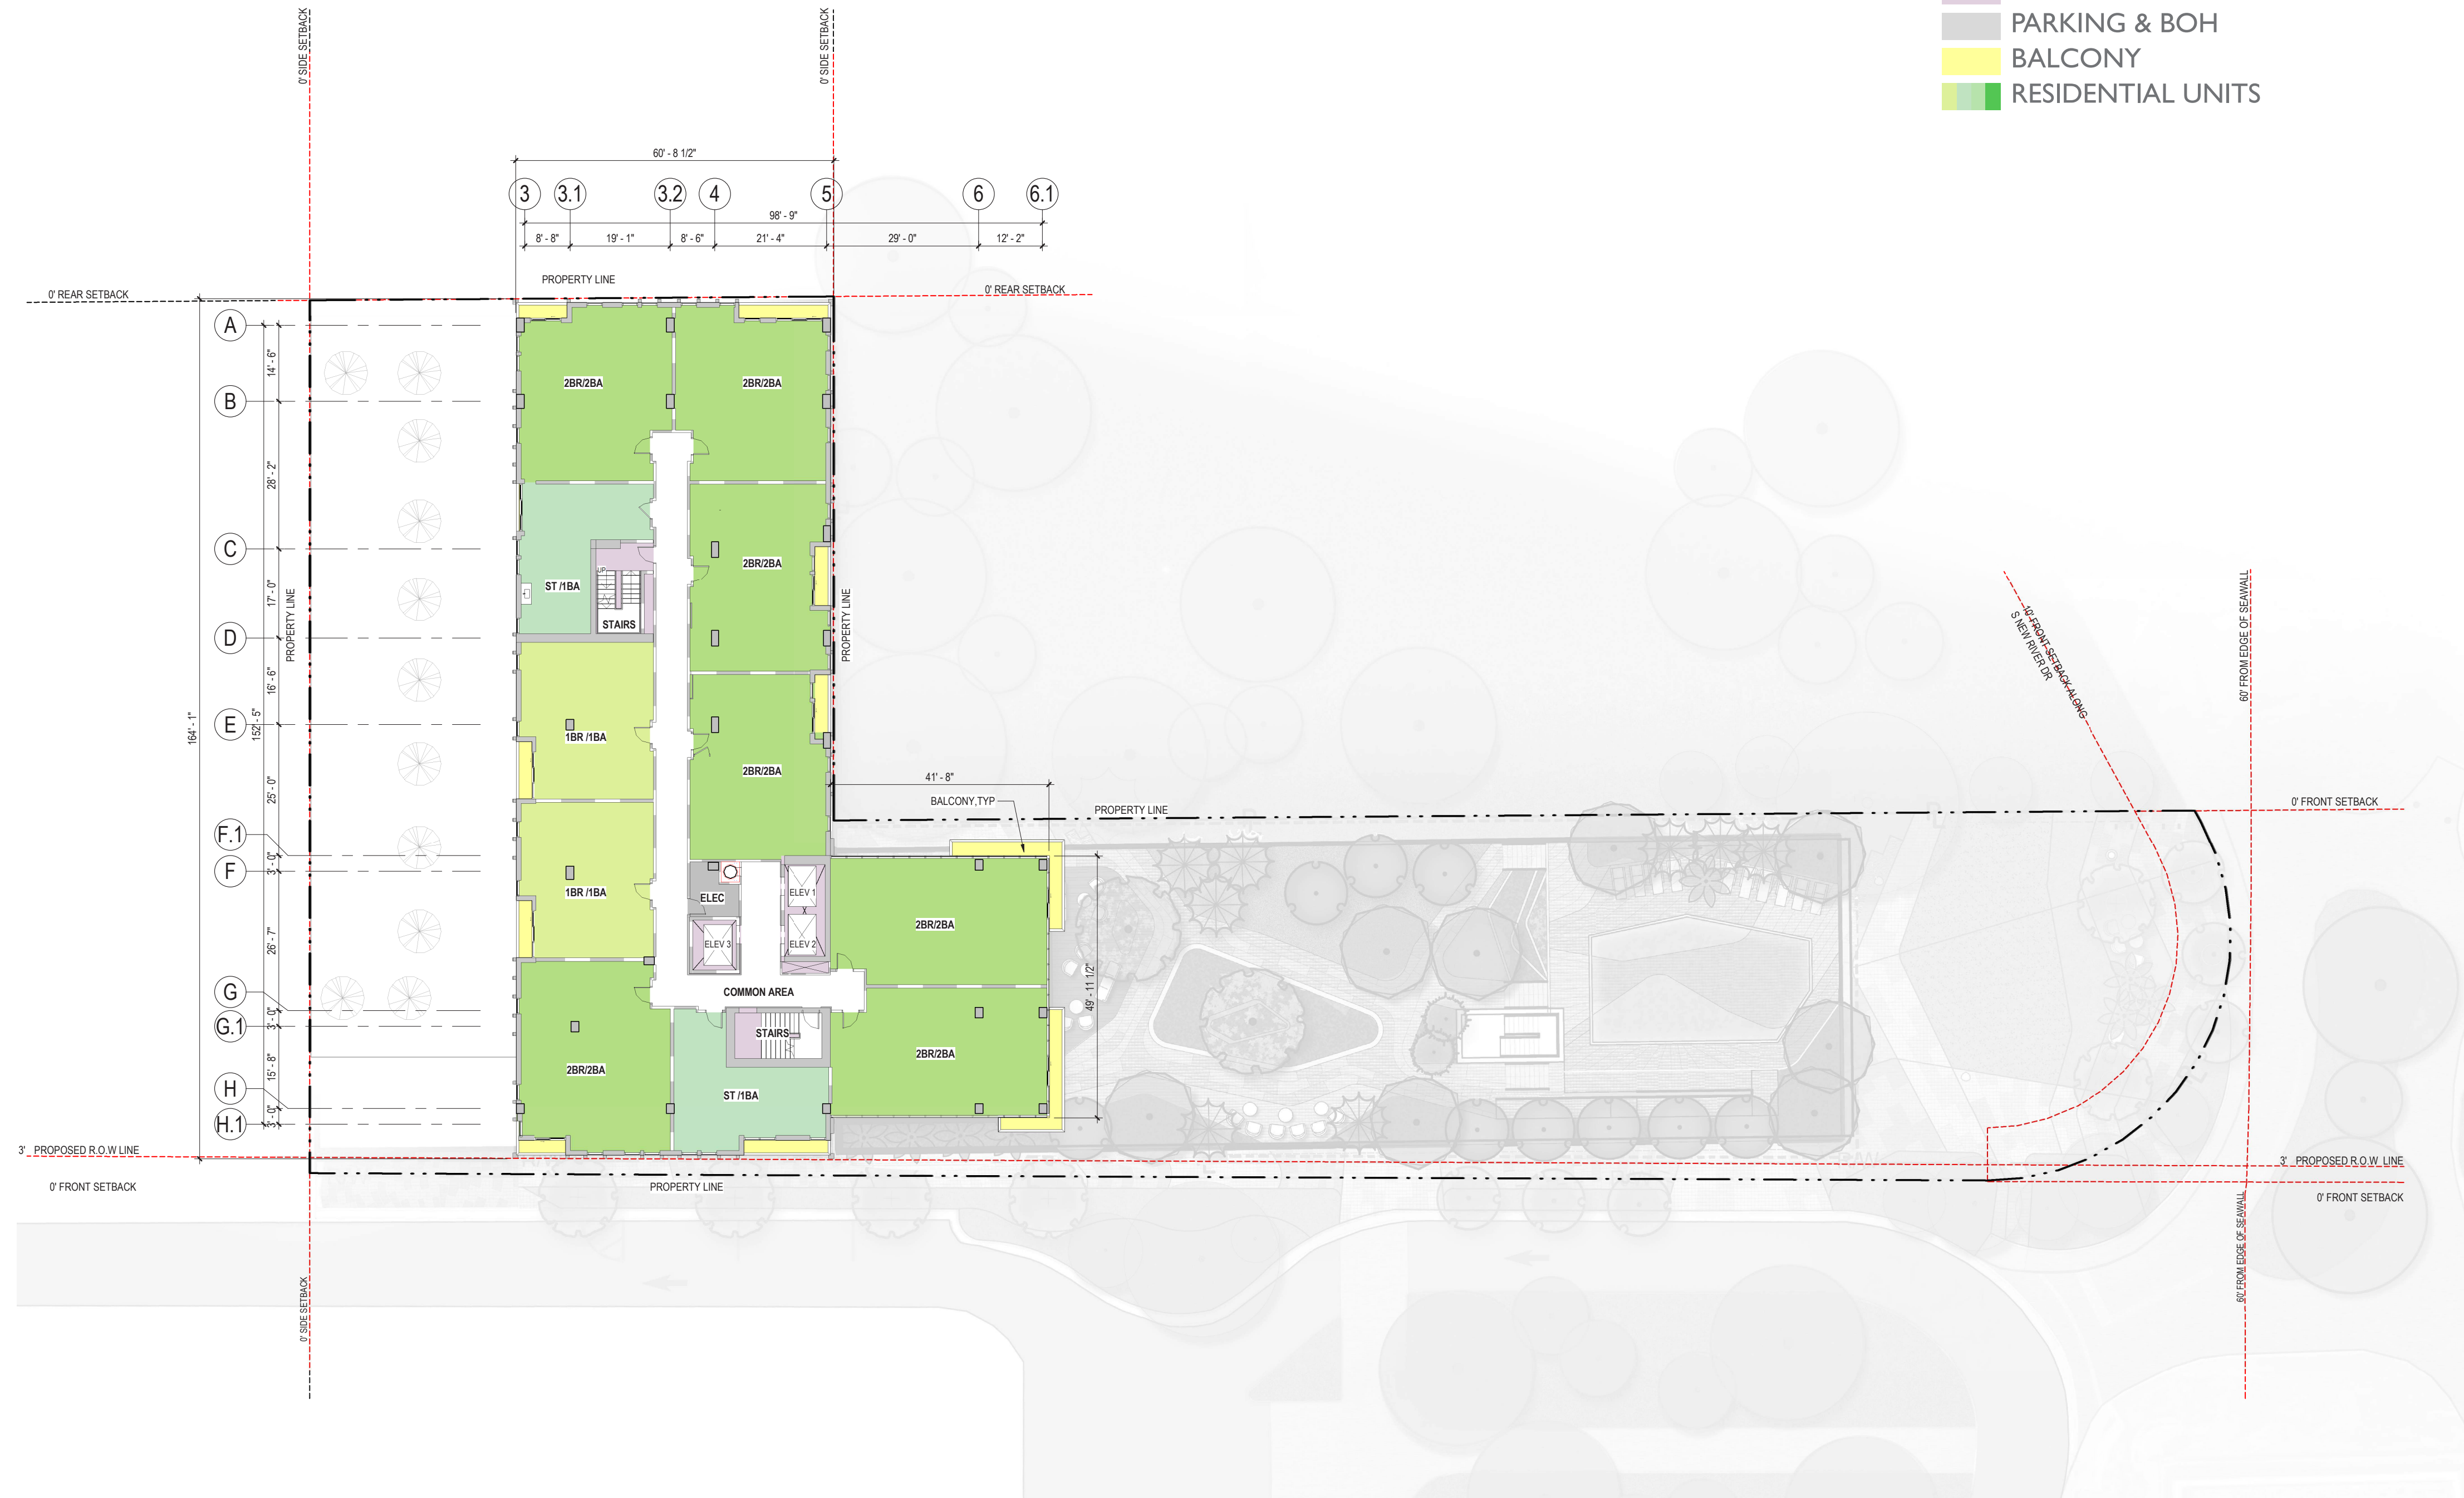 PARKING & BOH
BALCONY
RESIDENTIAL UNITS
0' SIDE SETBACK
0' SIDE SETBACK
60' - 8 1/2"
3
3.1
3.2
4
5
6
6.1
98' - 9"
8' - 8"
19' - 1"
8' - 6"
21' - 4"
29' - 0"
12' - 2"
PROPERTY LINE
0' REAR SETBACK
0' REAR SETBACK
A
B
C
D
E
F.1
F
G
G.1
H
H.1
14' - 6"
28' - 2"
17' - 0"
16' - 6"
25' - 0"
3' - 0"
26' - 7"
3' - 0"
15' - 8"
3' - 0"
152' - 5"
164' - 1"
PROPERTY LINE
2BR/2BA
2BR/2BA
2BR/2BA
ST /1BA
UP
STAIRS
PROPERTY LINE
1BR /1BA
2BR/2BA
1BR /1BA
ELEC
ELEV 1
ELEV 2
ELEV 3
COMMON AREA
STAIRS
2BR/2BA
ST /1BA
2BR/2BA
2BR/2BA
41' - 8"
BALCONY,TYP
49' - 11 1/2"
PROPERTY LINE
10' FRONT SETBACK ALONG
S NEW RIVER DR
60' FROM EDGE OF SEAWALL
0' FRONT SETBACK
3' PROPOSED R.O.W LINE
0' FRONT SETBACK
PROPERTY LINE
3' PROPOSED R.O.W LINE
0' FRONT SETBACK
0' SIDE SETBACK
60' FROM EDGE OF SEAWALL